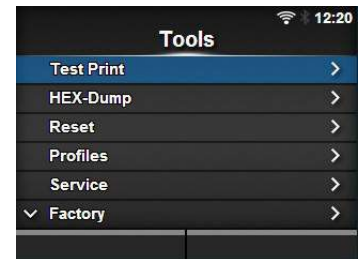 12:20
Tools
Test Print
HEX-Dump
Reset
Profiles
Service
Factory